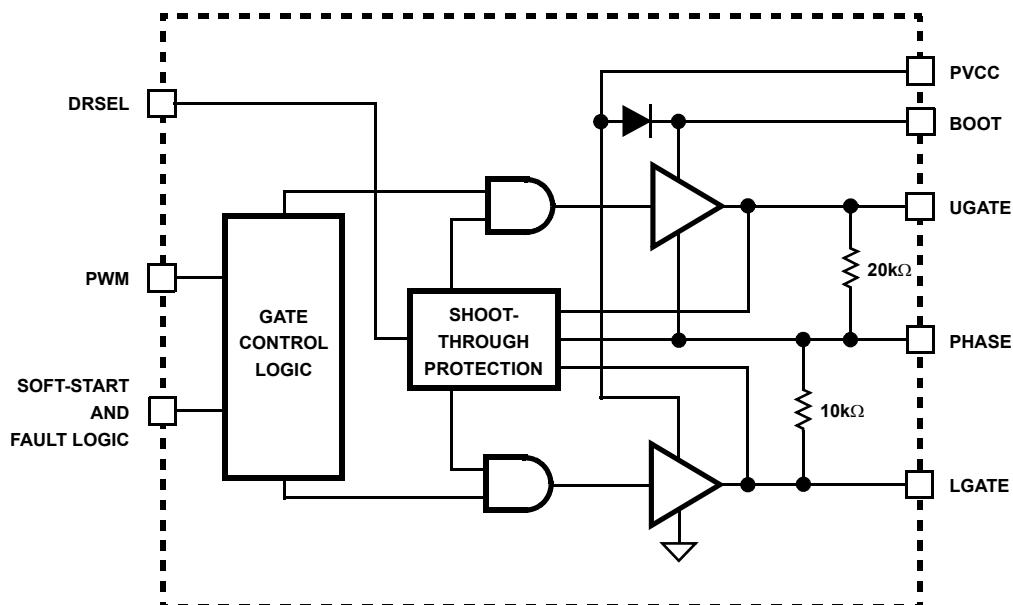 PVCC
DRSEL
BOOT
UGATE
PWM
20kΩ
GATE
CONTROL
LOGIC
SHOOT-
THROUGH
PROTECTION
PHASE
SOFT-START
AND
FAULT LOGIC
10kΩ
LGATE